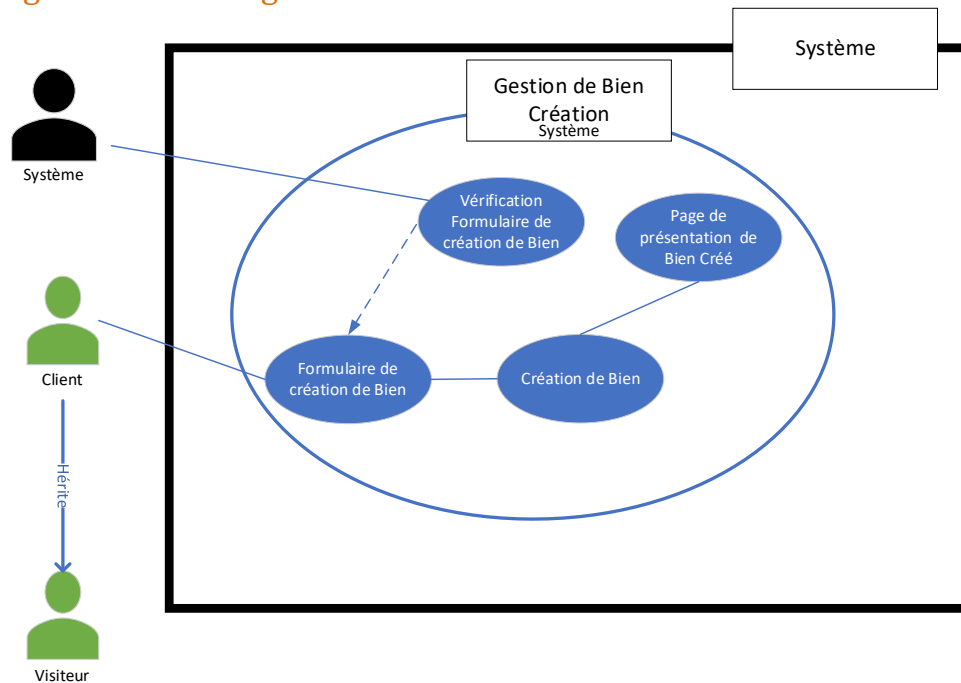 Système
Gestion de Bien
Création
Système
Système
Vérification
Formulaire de
création de Bien
Page de
présentation de
Bien Créé
Client
Formulaire de
création de Bien
Création de Bien
Hérite
Visiteur